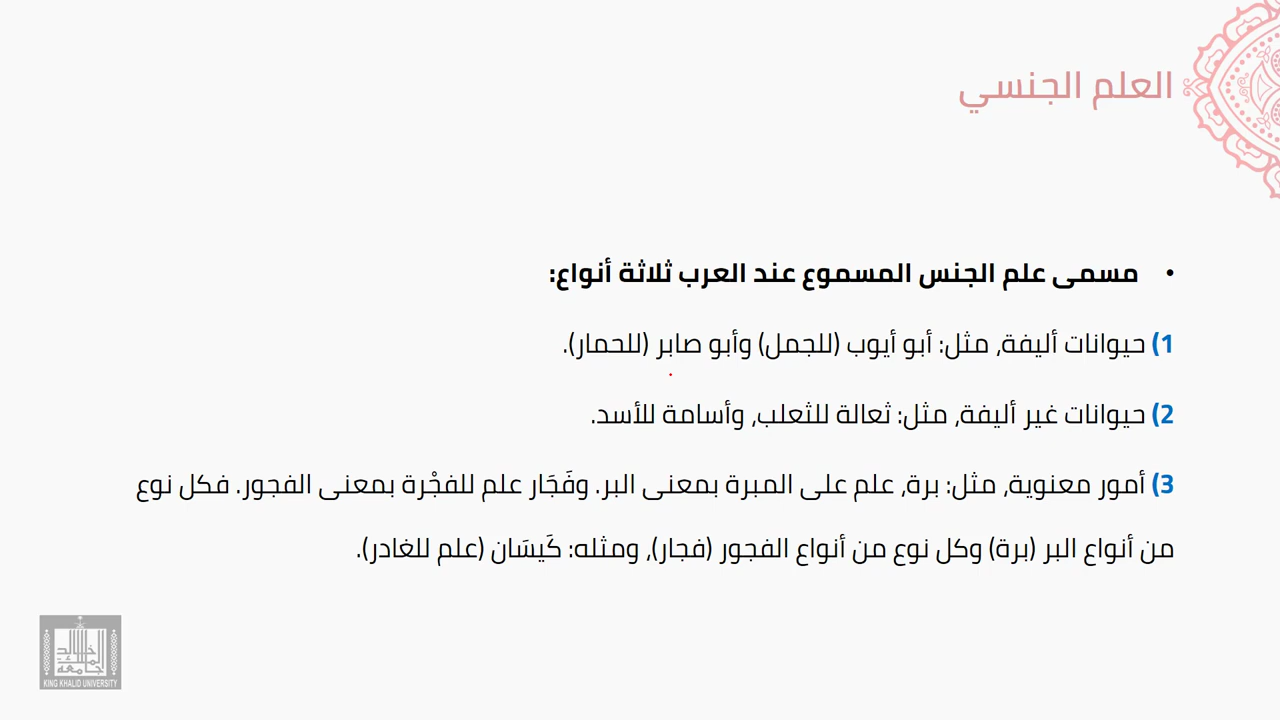 العلم الجنسي
• مسمى علم الجنس المسموع عند العرب ثلاثة أنواع:
1) حيوانات أليفة، مثل: أبو أيوب (للجمل) وأبو صابر (للحمار).
2) حيوانات غير أليفة، مثل: ثعالة للثعلب، وأسامة للأسد.
3) أمور معنوية، مثل: برة، علم على المبرة بمعنى البر. وفَجَار علم للفجْرة بمعنى الفجور. فكل نوع
من أنواع البر (برة) وكل نوع من أنواع الفجور (فجار)، ومثله: كَيسَان (علم للغادر).
جامعة الملك خالد
KING KHALID UNIVERSITY